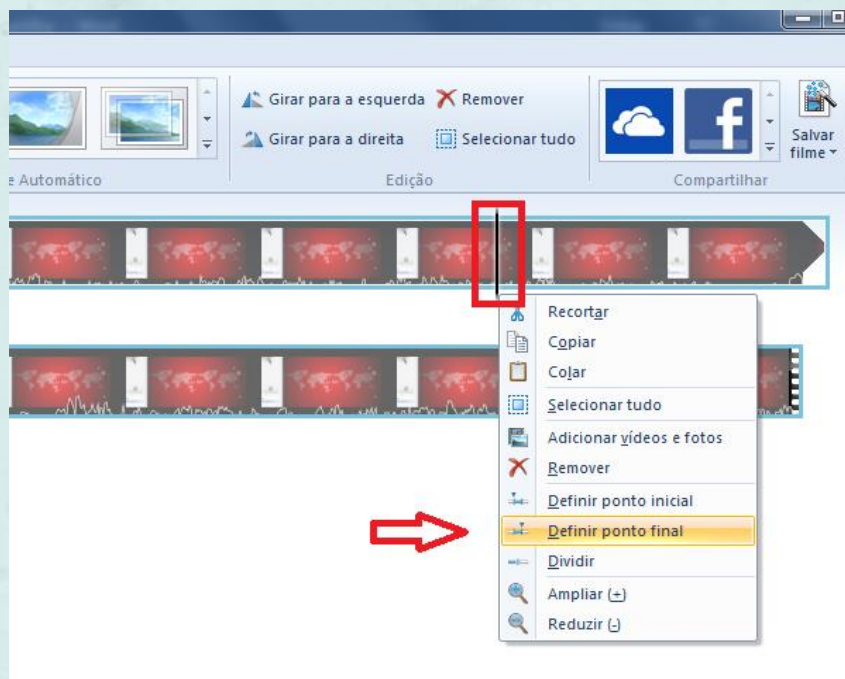 Girar para a esquerda
Remover
Girar para a direita
Selecionar tudo
Salvar
filme
e Automático
Edição
Compartilhar
Recortar
Copiar
Colar
Selecionar tudo
Adicionar vídeos e fotos
Remover
Definir ponto inicial
Definir ponto final
Dividir
Ampliar (+)
Reduzir (-)